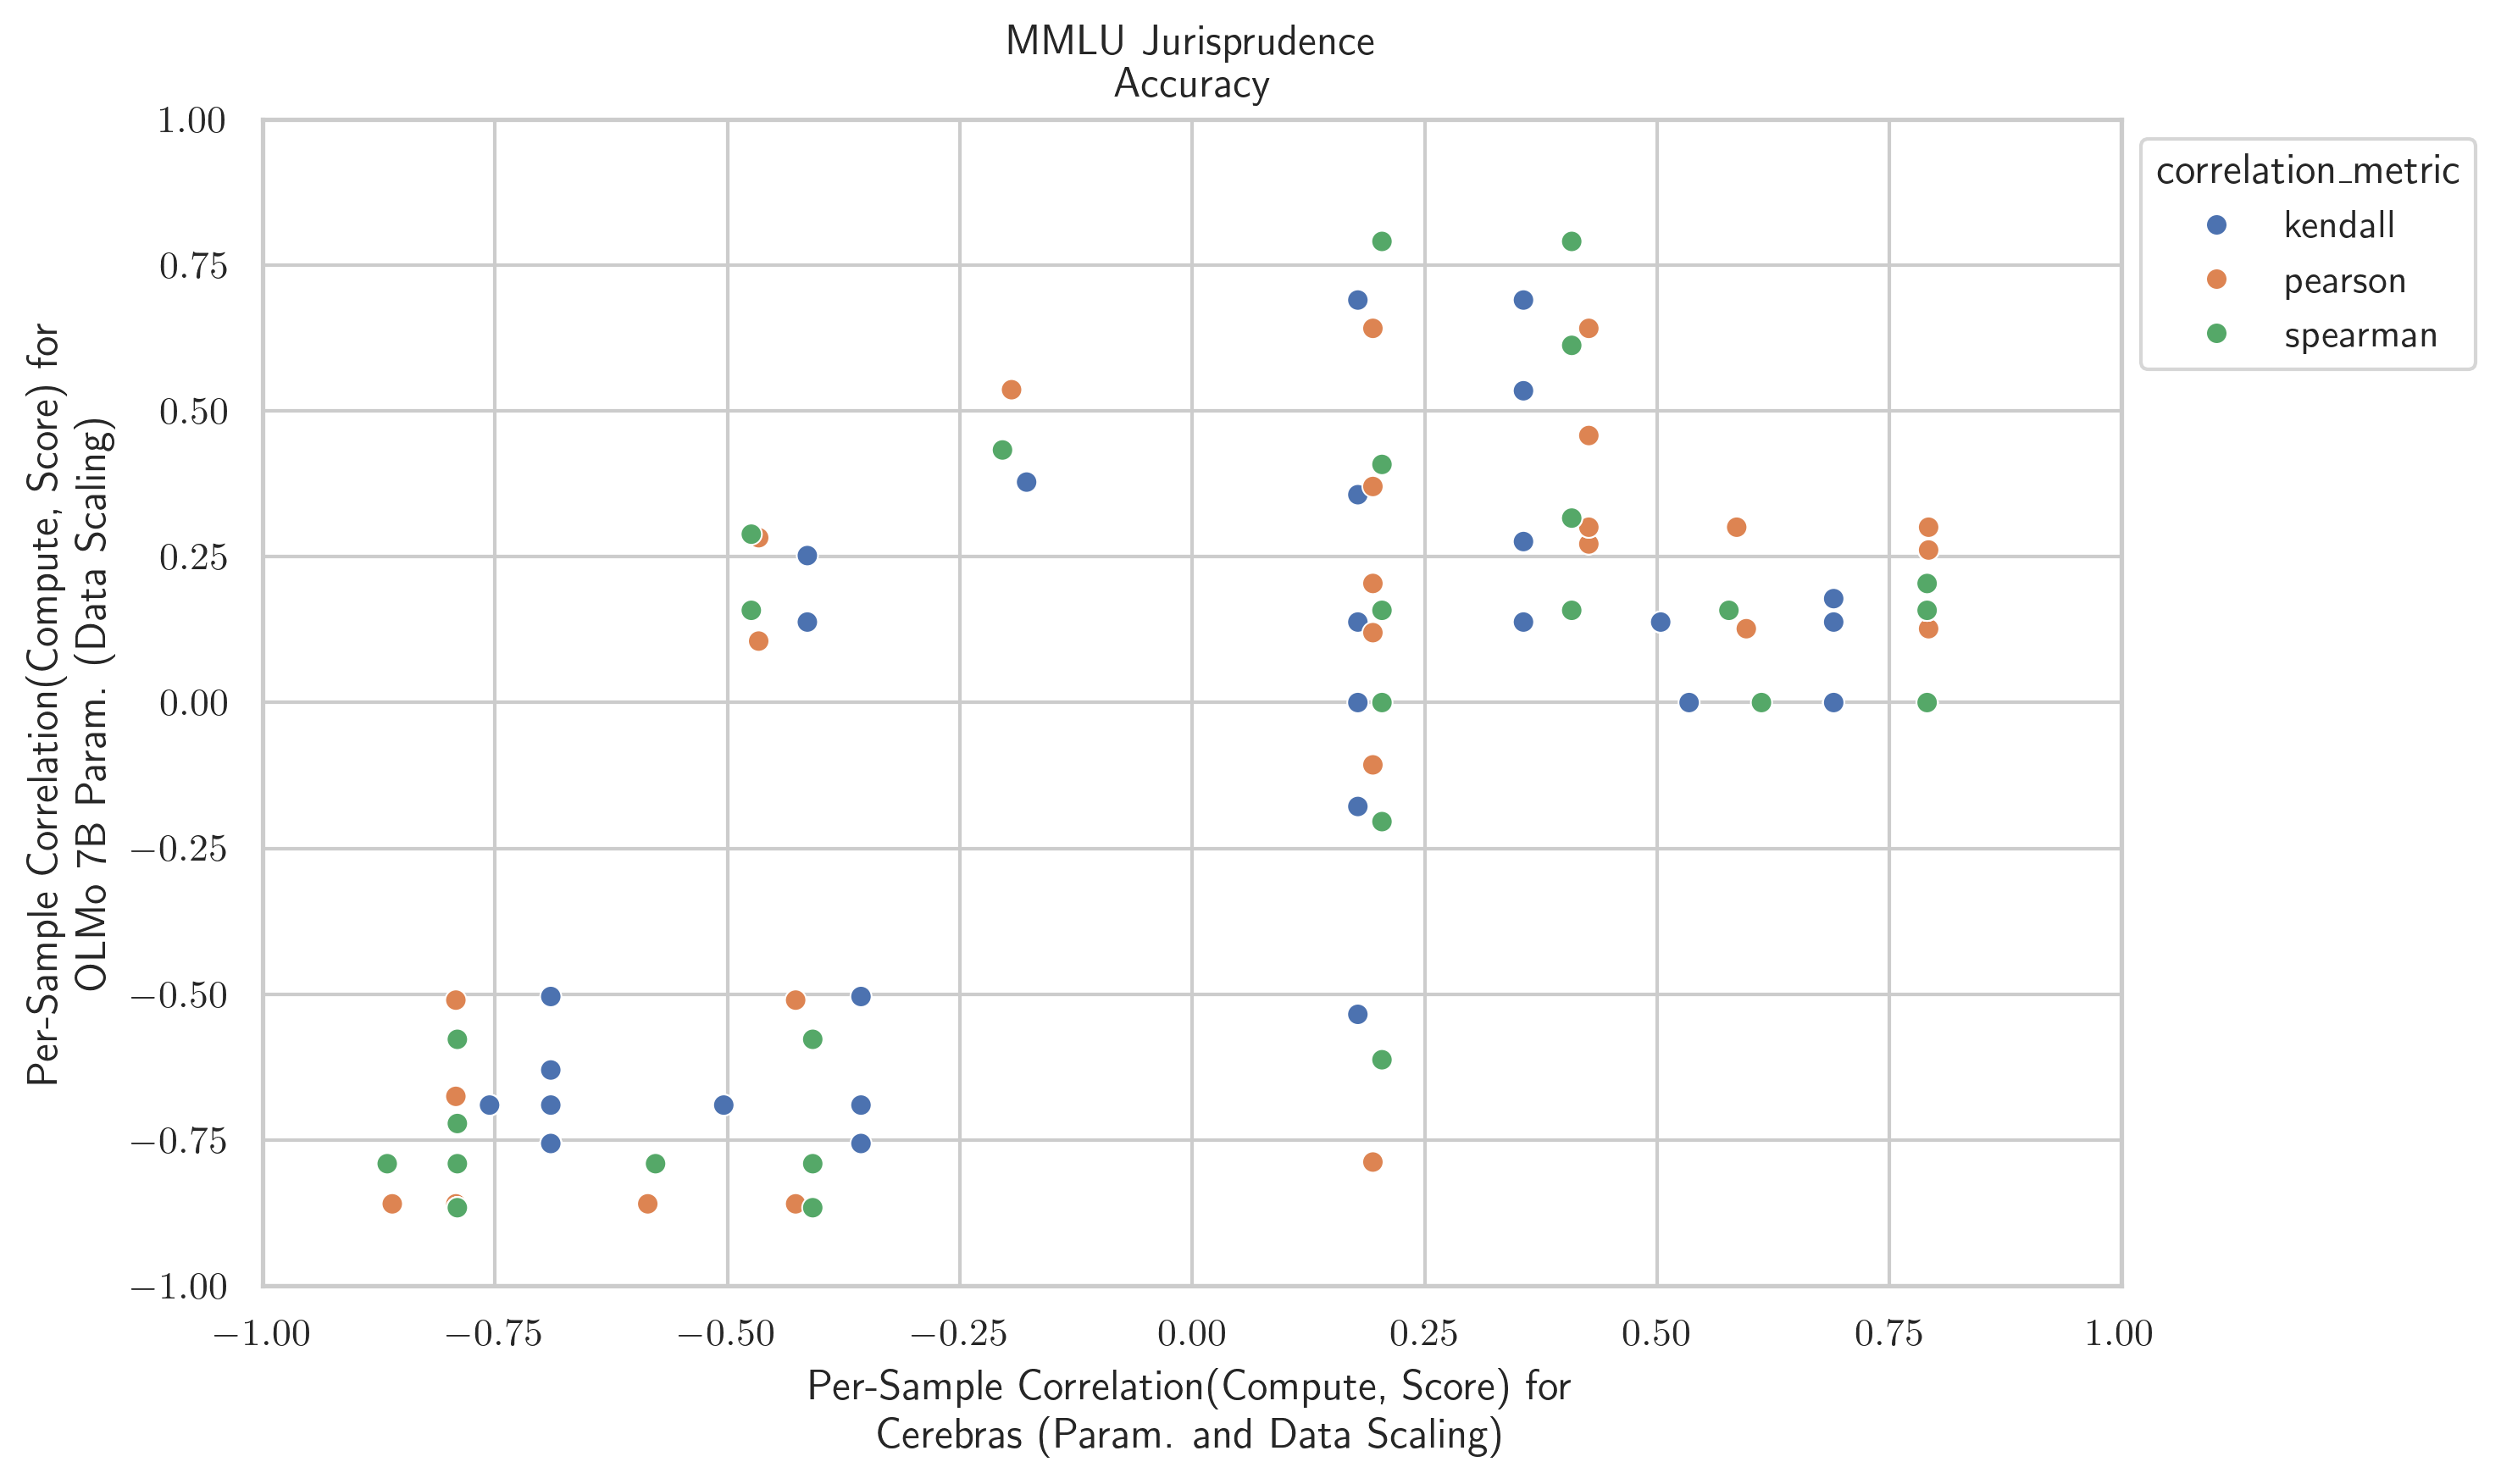 MMLU Jurisprudence
Accuracy
1.00
0.75
0.50
0.25
0.00
−0.25
−0.50
−0.75
−1.00
Per-Sample Correlation(Compute, Score) for
OLMo 7B Param. (Data Scaling)
correlation_metric
kendall
pearson
spearman
−1.00 −0.75 −0.50 −0.25 0.00 0.25 0.50 0.75 1.00
Per-Sample Correlation(Compute, Score) for
Cerebras (Param. and Data Scaling)